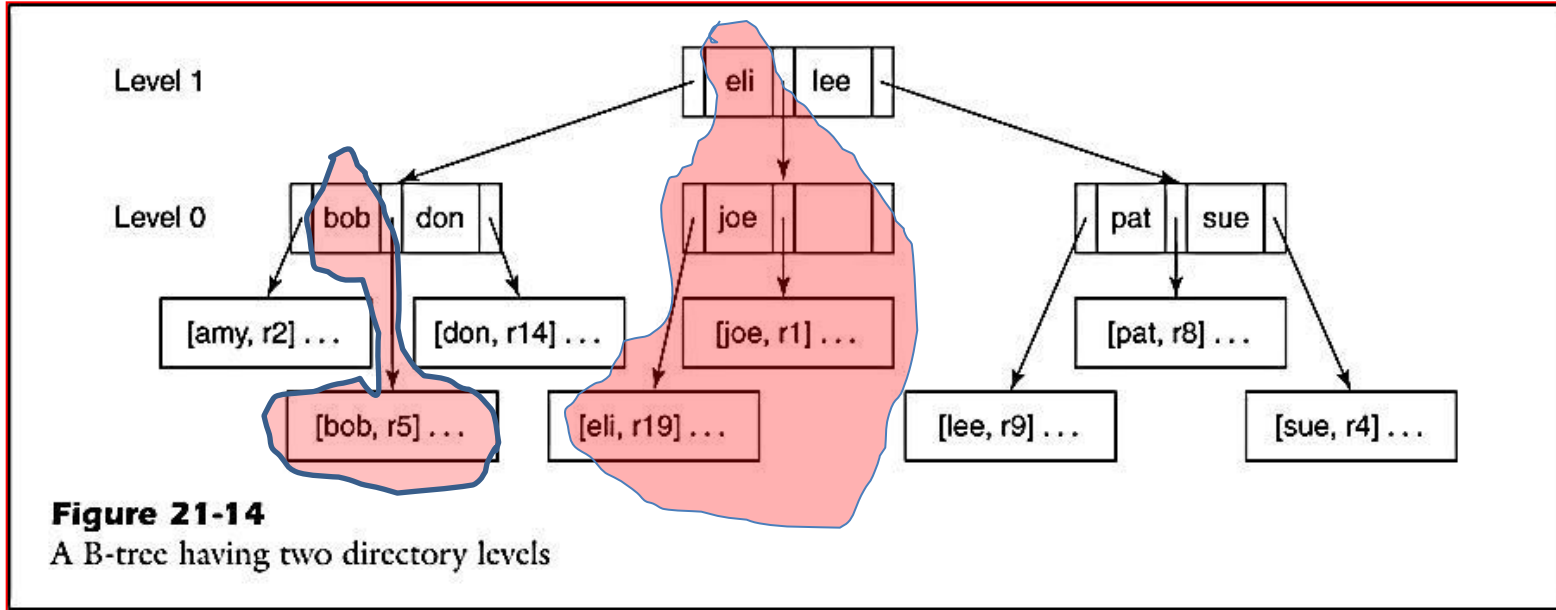 Level 1
eli lee
Level 0
bob don
joe
pat sue
[amy, r2] . . .
[don, r14] . . .
[joe, r1] . . .
[pat, r8] . . .
[bob, r5] . . .
[eli, r19] . . .
[lee, r9] . . .
[sue, r4] . . .
Figure 21-14
A B-tree having two directory levels